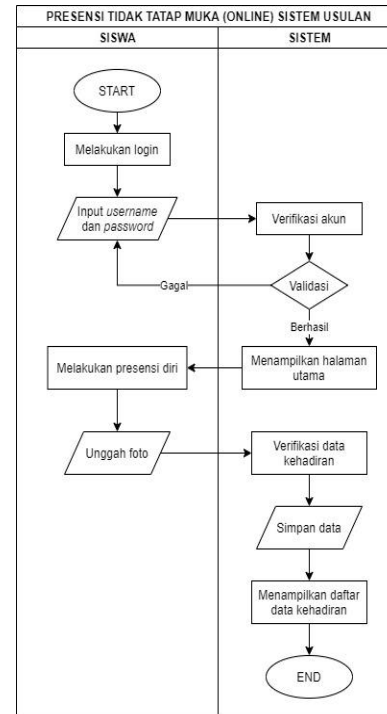 PRESENSI TIDAK TATAP MUKA (ONLINE) SISTEM USULAN
SISWA
SISTEM
START
Melakukan login
Input username
dan password
Verifikasi akun
Validasi
Gagal
Berhasil
Menampilkan halaman
utama
Melakukan presensi diri
Unggah foto
Verifikasi data
kehadiran
Simpan data
Menampilkan daftar
data kehadiran
END